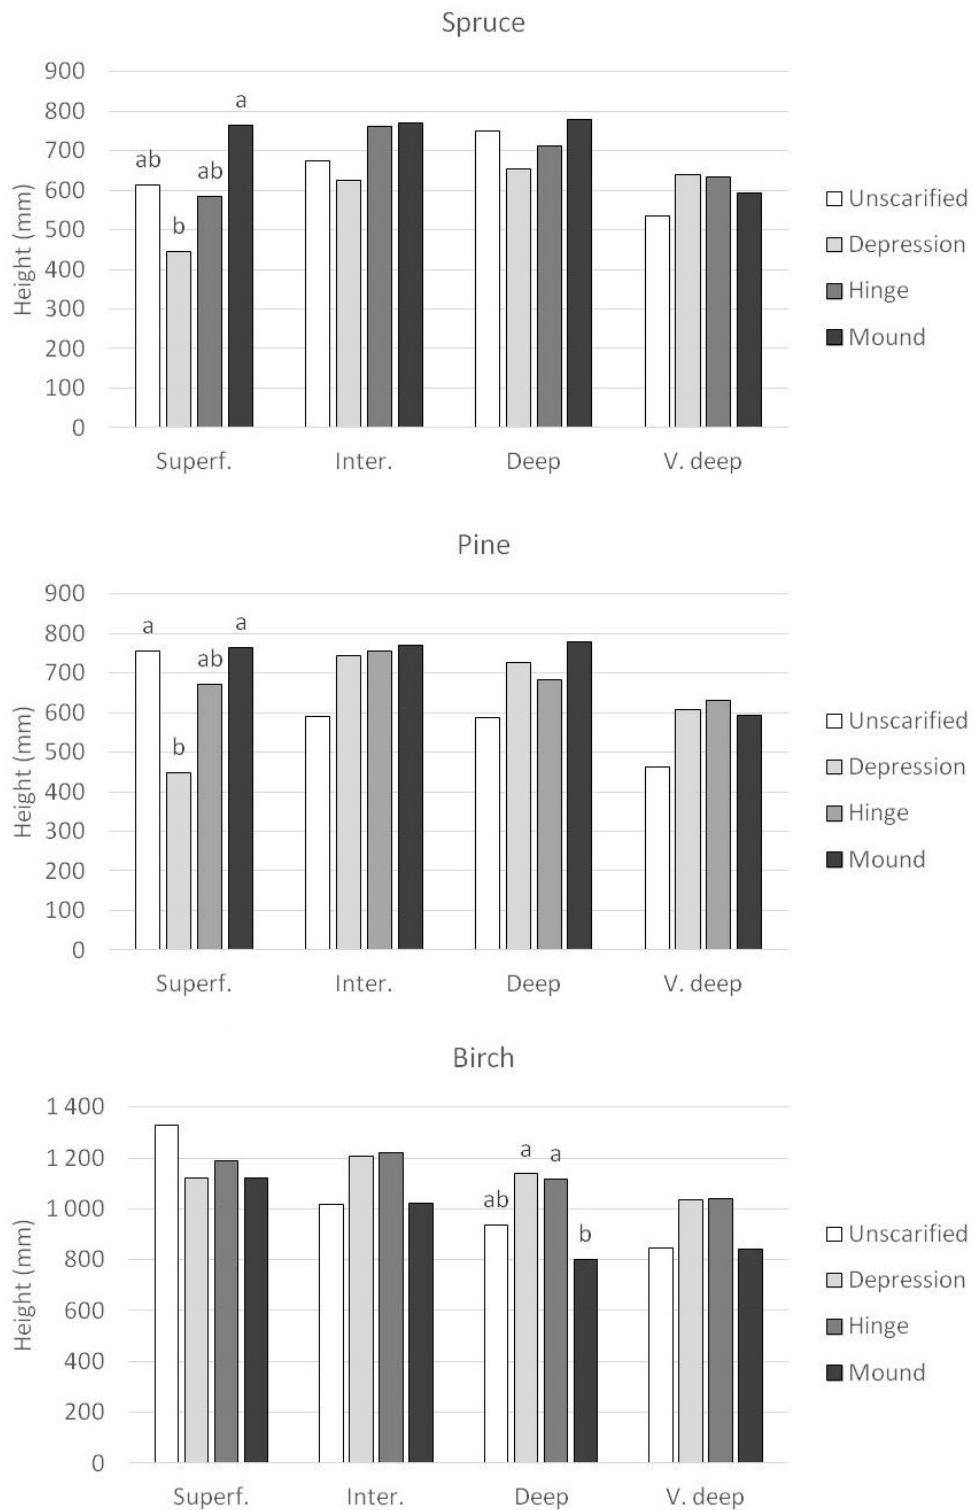 Spruce
900
800
700
600
500
400
300
200
100
0
Height (mm)
ab
b
ab
a
Superf.
Inter.
Deep
V. deep
Unscarified
Depression
Hinge
Mound
Pine
900
800
700
600
500
400
300
200
100
0
Height (mm)
a
b
ab
a
Superf.
Inter.
Deep
V. deep
Unscarified
Depression
Hinge
Mound
Birch
1 400
1 200
1 000
800
600
400
200
0
Height (mm)
ab
a
a
b
Superf.
Inter.
Deep
V. deep
Unscarified
Depression
Hinge
Mound